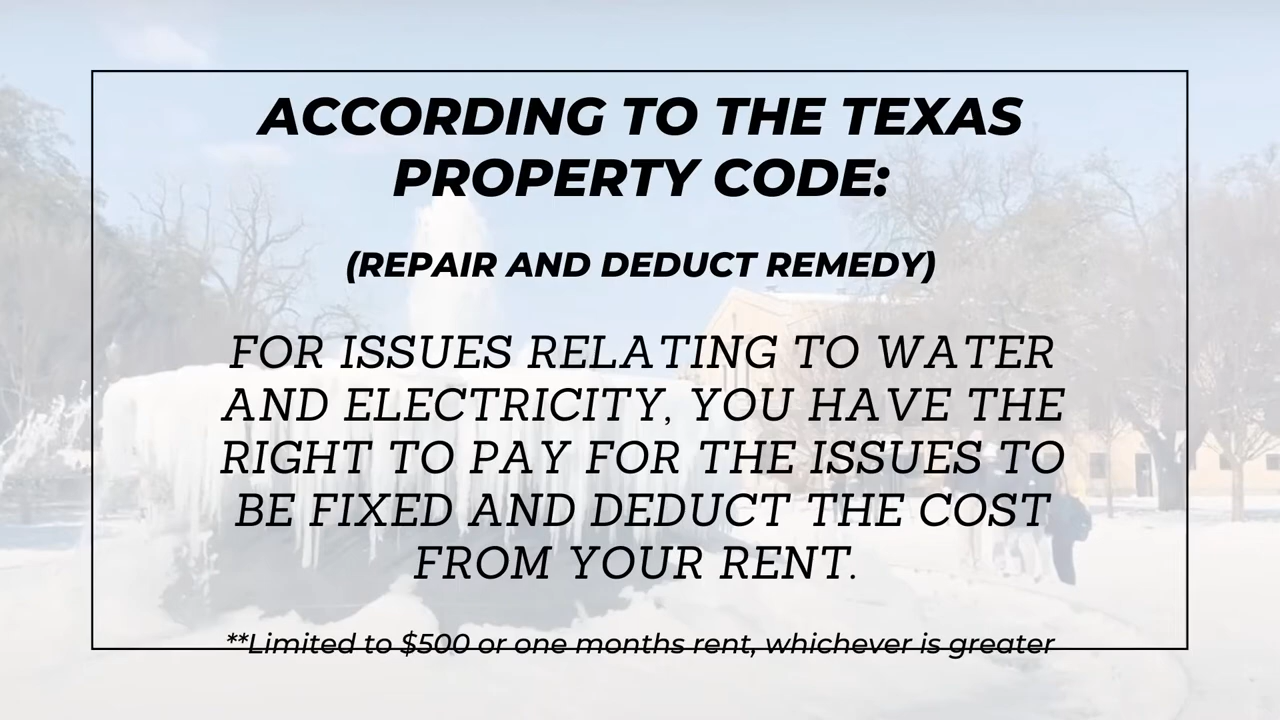 ACCORDING TO THE TEXAS
PROPERTY CODE:
(REPAIR AND DEDUCT REMEDY)
FOR ISSUES RELATING TO WATER
AND ELECTRICITY, YOU HAVE THE
RIGHT TO PAY FOR THE ISSUES TO
BE FIXED AND DEDUCT THE COST
FROM YOUR RENT.
**Limited to $500 or one months rent, whichever is greater